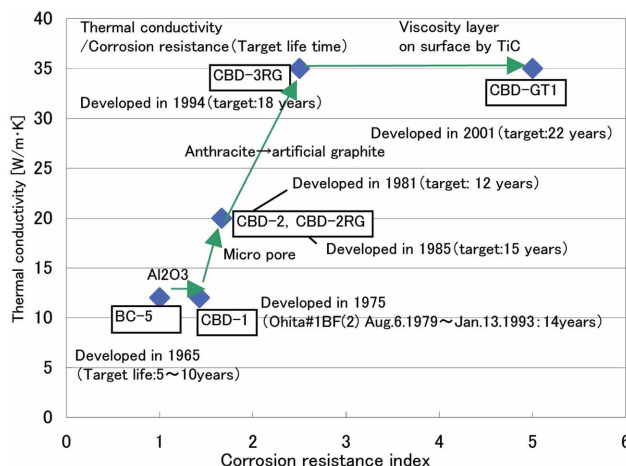 40
35
30
25
20
15
10
5
0
Thermal conductivity [W/m·K]
Thermal conductivity
/Corrosion resistance(Target life time)
Viscosity layer
on surface by TiC
CBD-3RG
CBD-GT1
Developed in 1994(target:18 years)
Developed in 2001(target:22 years)
Anthracite→artificial graphite
Developed in 1981(target: 12 years)
CBD-2, CBD-2RG
Developed in 1985(target:15 years)
Micro pore
Al2O3
BC-5
CBD-1
Developed in 1975
(Ohita#1BF(2) Aug.6.1979～Jan.13.1993:14years)
Developed in 1965
(Target life:5～10years)
0 1 2 3 4 5 6
Corrosion resistance index